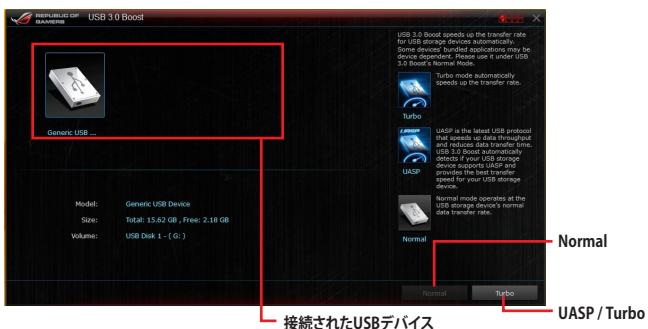 REPUBLIC OF
GAMERS
USB 3.0 Boost
Generic USB ...
Model: Generic USB Device
Size: Total: 15.62 GB , Free: 2.18 GB
Volume: USB Disk 1 - ( G: )
USB 3.0 Boost speeds up the transfer rate
for USB storage devices automatically.
Some devices' bundled applications may be
device dependent. Please use it under USB
3.0 Boost's Normal Mode.
Turbo mode automatically
speeds up the transfer rate.
Turbo
UASP is the latest USB protocol
that speeds up data throughput
and reduces data transfer time.
USB 3.0 Boost automatically
detects if your USB storage
device supports UASP and
provides the best transfer
speed for your USB storage
device.
UASP
Normal mode operates at the
USB storage device's normal
data transfer rate.
Normal
Normal
Turbo
Normal
UASP / Turbo
接続されたUSBデバイス